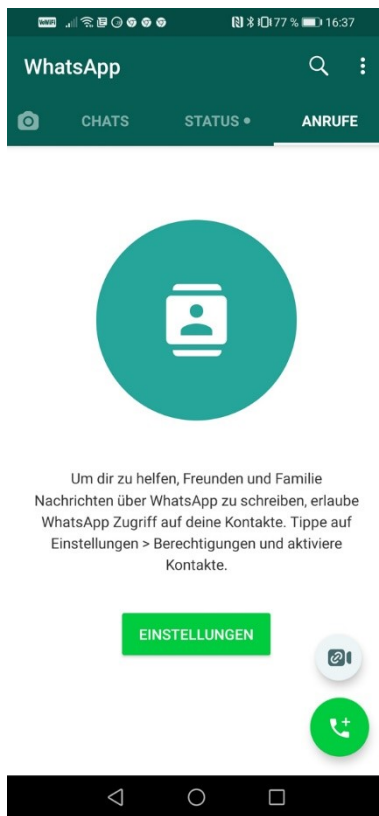 VoWiFi 77 % 16:37
WhatsApp
CHATS STATUS • ANRUFE
Um dir zu helfen, Freunden und Familie
Nachrichten über WhatsApp zu schreiben, erlaube
WhatsApp Zugriff auf deine Kontakte. Tippe auf
Einstellungen > Berechtigungen und aktiviere
Kontakte.
EINSTELLUNGEN